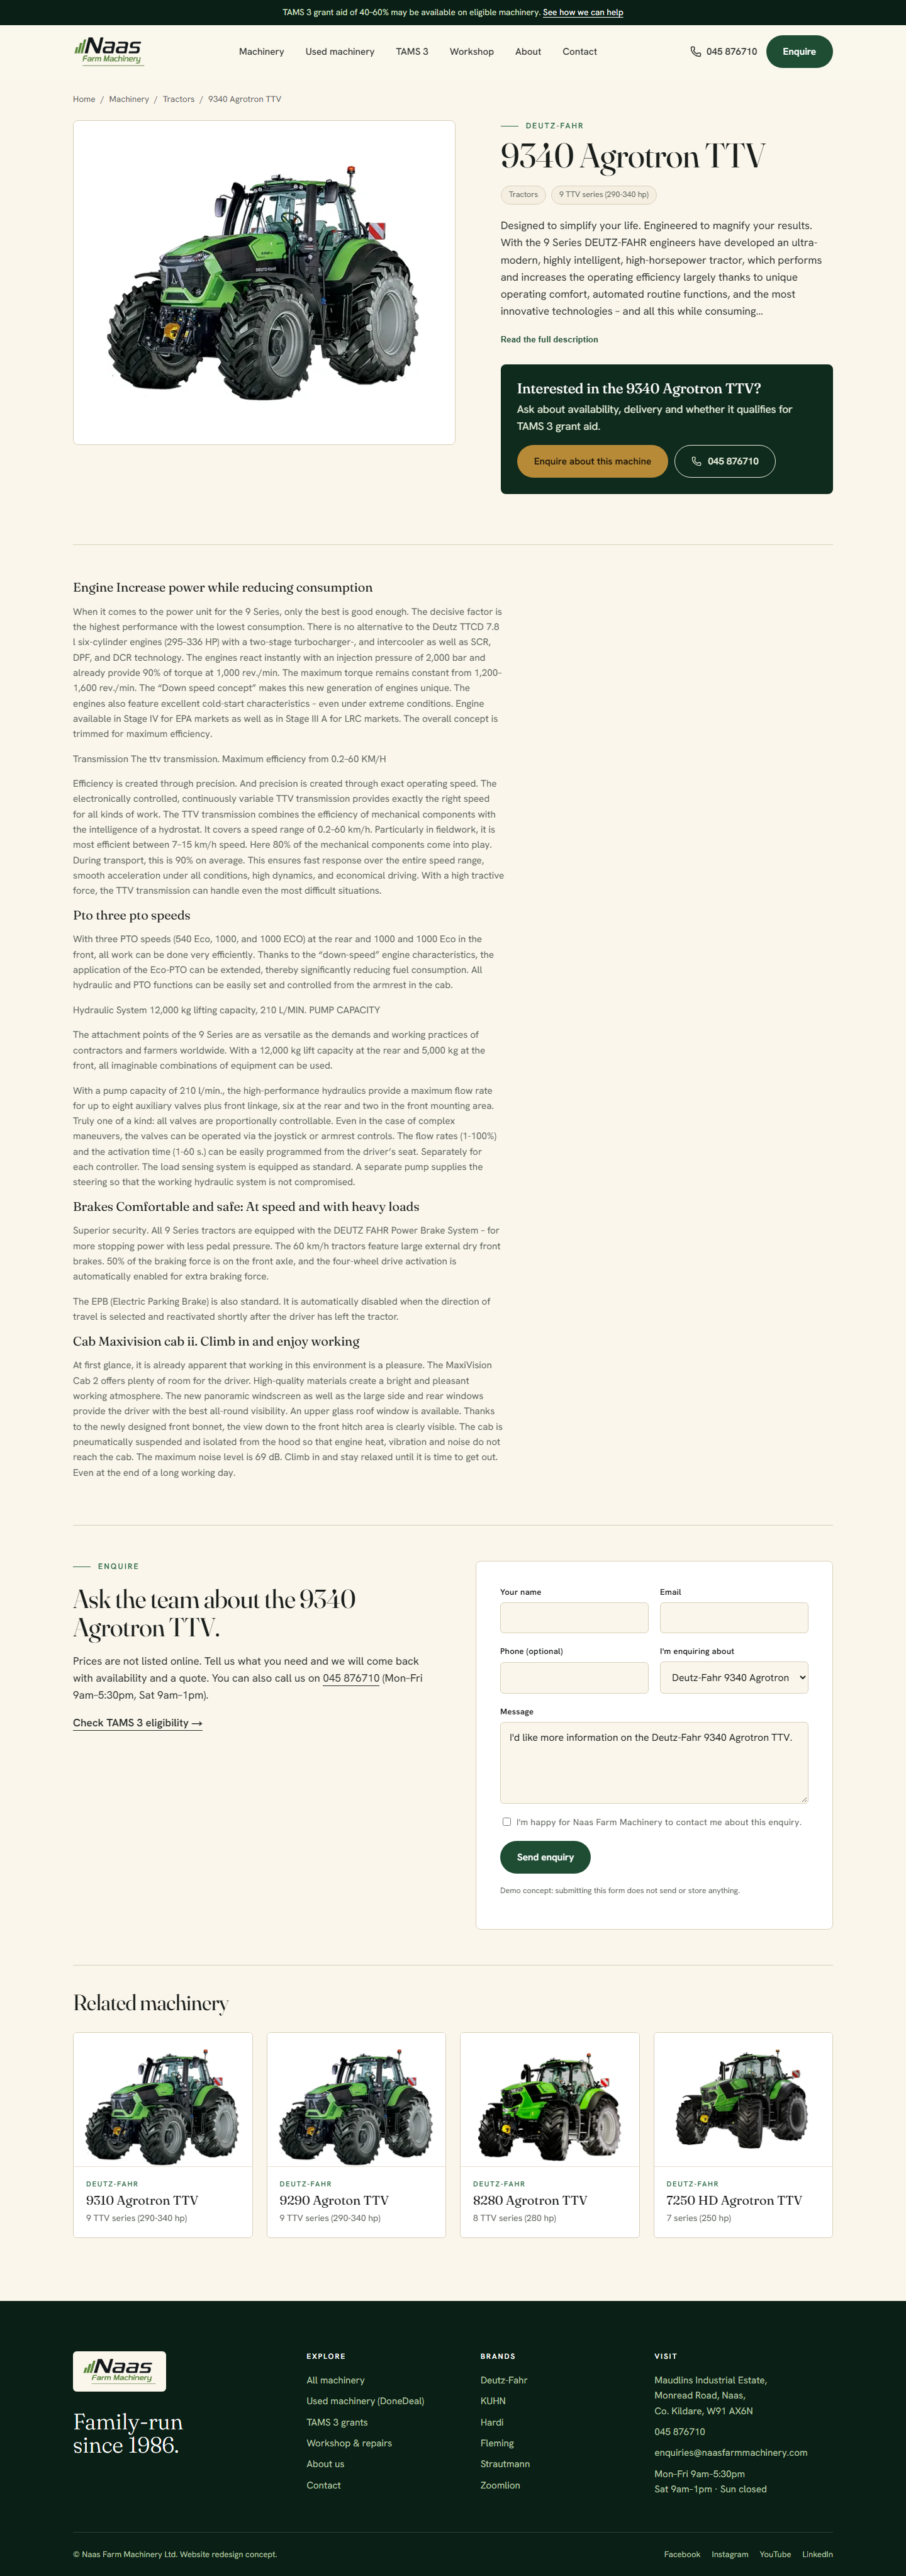 TAMS 3 grant aid of 40–60% may be available on eligible machinery. See how we can help
Naas
Farm Machinery
Machinery
Used machinery
TAMS 3
Workshop
About
Contact
045 876710
Enquire
Home / Machinery / Tractors / 9340 Agrotron TTV
DEUTZ-FAHR
9340 Agrotron TTV
Tractors
9 TTV series (290-340 hp)
Designed to simplify your life. Engineered to magnify your results.
With the 9 Series DEUTZ-FAHR engineers have developed an ultra-
modern, highly intelligent, high-horsepower tractor, which performs
and increases the operating efficiency largely thanks to unique
operating comfort, automated routine functions, and the most
innovative technologies – and all this while consuming…
Read the full description
Interested in the 9340 Agrotron TTV?
Ask about availability, delivery and whether it qualifies for
TAMS 3 grant aid.
Enquire about this machine
045 876710
Engine Increase power while reducing consumption
When it comes to the power unit for the 9 Series, only the best is good enough. The decisive factor is
the highest performance with the lowest consumption. There is no alternative to the Deutz TTCD 7.8
l six-cylinder engines (295–336 HP) with a two-stage turbocharger-, and intercooler as well as SCR,
DPF, and DCR technology. The engines react instantly with an injection pressure of 2,000 bar and
already provide 90% of torque at 1,000 rev./min. The maximum torque remains constant from 1,200–
1,600 rev./min. The “Down speed concept” makes this new generation of engines unique. The
engines also feature excellent cold-start characteristics – even under extreme conditions. Engine
available in Stage IV for EPA markets as well as in Stage III A for LRC markets. The overall concept is
trimmed for maximum efficiency.
Transmission The ttv transmission. Maximum efficiency from 0.2–60 KM/H
Efficiency is created through precision. And precision is created through exact operating speed. The
electronically controlled, continuously variable TTV transmission provides exactly the right speed
for all kinds of work. The TTV transmission combines the efficiency of mechanical components with
the intelligence of a hydrostat. It covers a speed range of 0.2–60 km/h. Particularly in fieldwork, it is
most efficient between 7–15 km/h speed. Here 80% of the mechanical components come into play.
During transport, this is 90% on average. This ensures fast response over the entire speed range,
smooth acceleration under all conditions, high dynamics, and economical driving. With a high tractive
force, the TTV transmission can handle even the most difficult situations.
Pto three pto speeds
With three PTO speeds (540 Eco, 1000, and 1000 ECO) at the rear and 1000 and 1000 Eco in the
front, all work can be done very efficiently. Thanks to the “down-speed” engine characteristics, the
application of the Eco-PTO can be extended, thereby significantly reducing fuel consumption. All
hydraulic and PTO functions can be easily set and controlled from the armrest in the cab.
Hydraulic System 12,000 kg lifting capacity, 210 L/MIN. PUMP CAPACITY
The attachment points of the 9 Series are as versatile as the demands and working practices of
contractors and farmers worldwide. With a 12,000 kg lift capacity at the rear and 5,000 kg at the
front, all imaginable combinations of equipment can be used.
With a pump capacity of 210 l/min., the high-performance hydraulics provide a maximum flow rate
for up to eight auxiliary valves plus front linkage, six at the rear and two in the front mounting area.
Truly one of a kind: all valves are proportionally controllable. Even in the case of complex
maneuvers, the valves can be operated via the joystick or armrest controls. The flow rates (1-100%)
and the activation time (1-60 s.) can be easily programmed from the driver’s seat. Separately for
each controller. The load sensing system is equipped as standard. A separate pump supplies the
steering so that the working hydraulic system is not compromised.
Brakes Comfortable and safe: At speed and with heavy loads
Superior security. All 9 Series tractors are equipped with the DEUTZ FAHR Power Brake System – for
more stopping power with less pedal pressure. The 60 km/h tractors feature large external dry front
brakes. 50% of the braking force is on the front axle, and the four-wheel drive activation is
automatically enabled for extra braking force.
The EPB (Electric Parking Brake) is also standard. It is automatically disabled when the direction of
travel is selected and reactivated shortly after the driver has left the tractor.
Cab Maxivision cab ii. Climb in and enjoy working
At first glance, it is already apparent that working in this environment is a pleasure. The MaxiVision
Cab 2 offers plenty of room for the driver. High-quality materials create a bright and pleasant
working atmosphere. The new panoramic windscreen as well as the large side and rear windows
provide the driver with the best all-round visibility. An upper glass roof window is available. Thanks
to the newly designed front bonnet, the view down to the front hitch area is clearly visible. The cab is
pneumatically suspended and isolated from the hood so that engine heat, vibration and noise do not
reach the cab. The maximum noise level is 69 dB. Climb in and stay relaxed until it is time to get out.
Even at the end of a long working day.
ENQUIRE
Ask the team about the 9340
Agrotron TTV.
Prices are not listed online. Tell us what you need and we will come back
with availability and a quote. You can also call us on 045 876710 (Mon–Fri
9am–5:30pm, Sat 9am–1pm).
Check TAMS 3 eligibility →
Your name
Email
Phone (optional)
I'm enquiring about
Deutz-Fahr 9340 Agrotron
Message
I'd like more information on the Deutz-Fahr 9340 Agrotron TTV.
I'm happy for Naas Farm Machinery to contact me about this enquiry.
Send enquiry
Demo concept: submitting this form does not send or store anything.
Related machinery
DEUTZ-FAHR
9310 Agrotron TTV
9 TTV series (290-340 hp)
DEUTZ-FAHR
9290 Agroton TTV
9 TTV series (290-340 hp)
DEUTZ-FAHR
8280 Agrotron TTV
8 TTV series (280 hp)
DEUTZ-FAHR
7250 HD Agrotron TTV
7 series (250 hp)
Naas
Farm Machinery
Family-run
since 1986.
EXPLORE
All machinery
Used machinery (DoneDeal)
TAMS 3 grants
Workshop & repairs
About us
Contact
BRANDS
Deutz-Fahr
KUHN
Hardi
Fleming
Strautmann
Zoomlion
VISIT
Maudlins Industrial Estate,
Monread Road, Naas,
Co. Kildare, W91 AX6N
045 876710
enquiries@naasfarmmachinery.com
Mon–Fri 9am–5:30pm
Sat 9am–1pm · Sun closed
© Naas Farm Machinery Ltd. Website redesign concept.
Facebook
Instagram
YouTube
LinkedIn